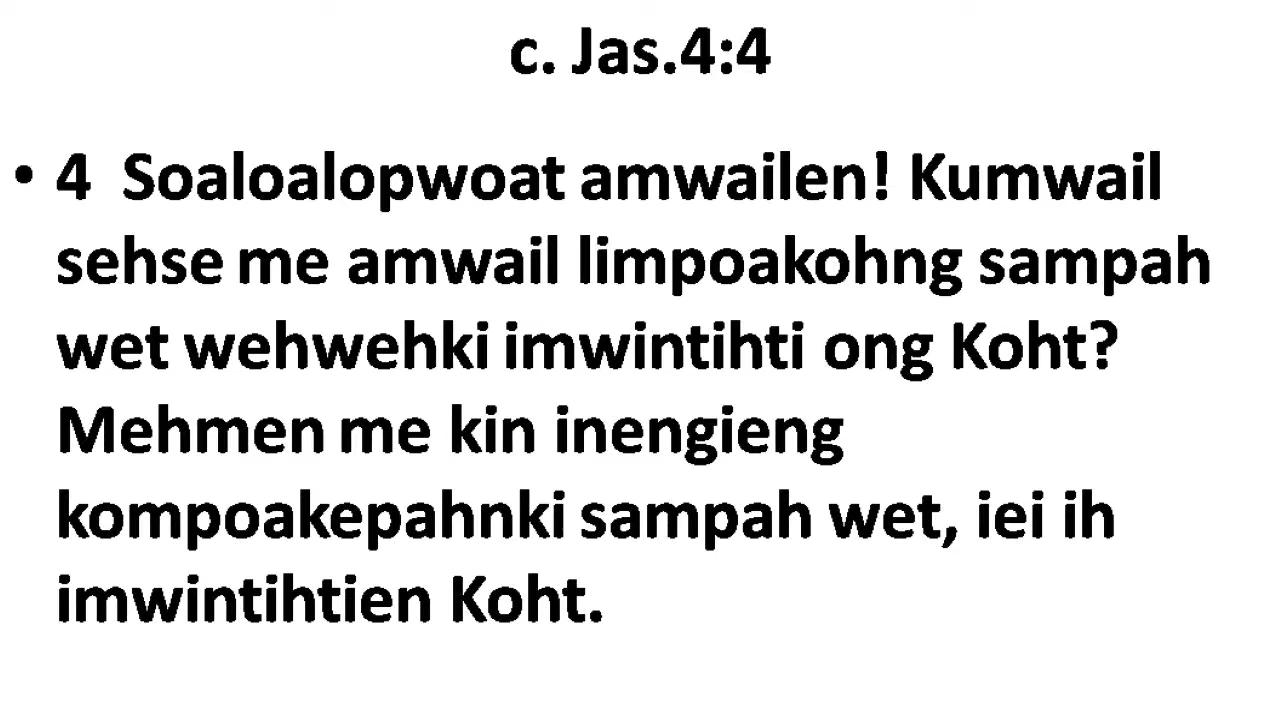 c. Jas.4:4
• 4 Soaloalopwoat amwailen! Kumwail
sehse me amwail limpoakohng sampah
wet wehwehki imwintihti ong Koht?
Mehmen me kin inengieng
kompoakepahnki sampah wet, iei ih
imwintihtien Koht.